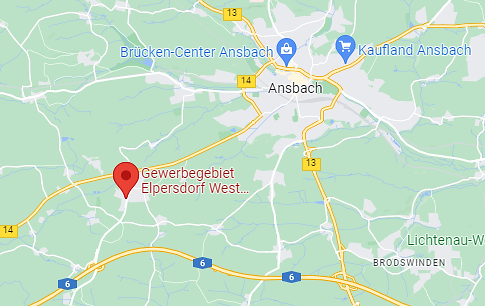 13
Brücken-Center Ansbach
Kaufland Ansbach
14
Ansbach
13
Gewerbegebiet
Elpersdorf West...
14
Lichtenau-W
BRODSWINDEN
6
6
6